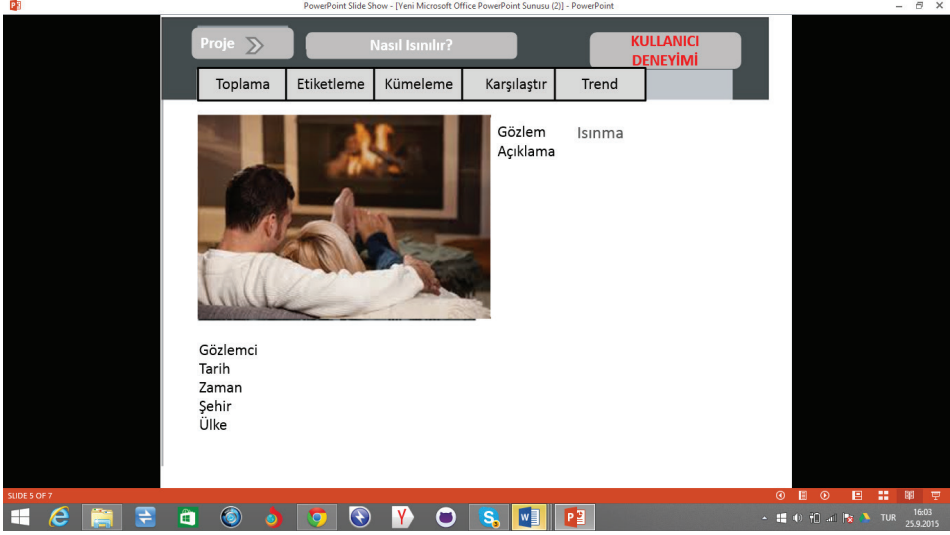 PowerPoint Slide Show - [Yeni Microsoft Office PowerPoint Sunusu (2)] - PowerPoint
Proje
Nasıl Isınılır?
KULLANICI
DENEYİMİ
Toplama Etiketleme Kümeleme Karşılaştır Trend
Gözlem Isınma
Açıklama
Gözlemci
Tarih
Zaman
Şehir
Ülke
SLIDE 5 OF 7
TUR
16:03
25.9.2015